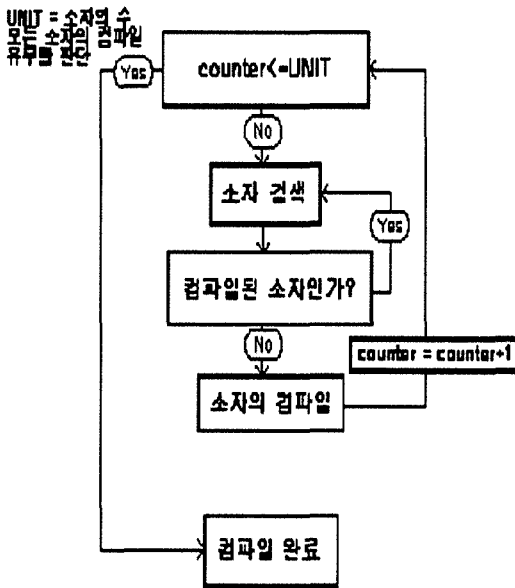 UNIT = 소자의 수
모든 소자의 컴파일
유무를
Yes
counter<=UNIT
No
소자 검색
Yes
컴파일된 소자인가?
No
counter = counter+1
소자의 컴파일
컴파일 완료